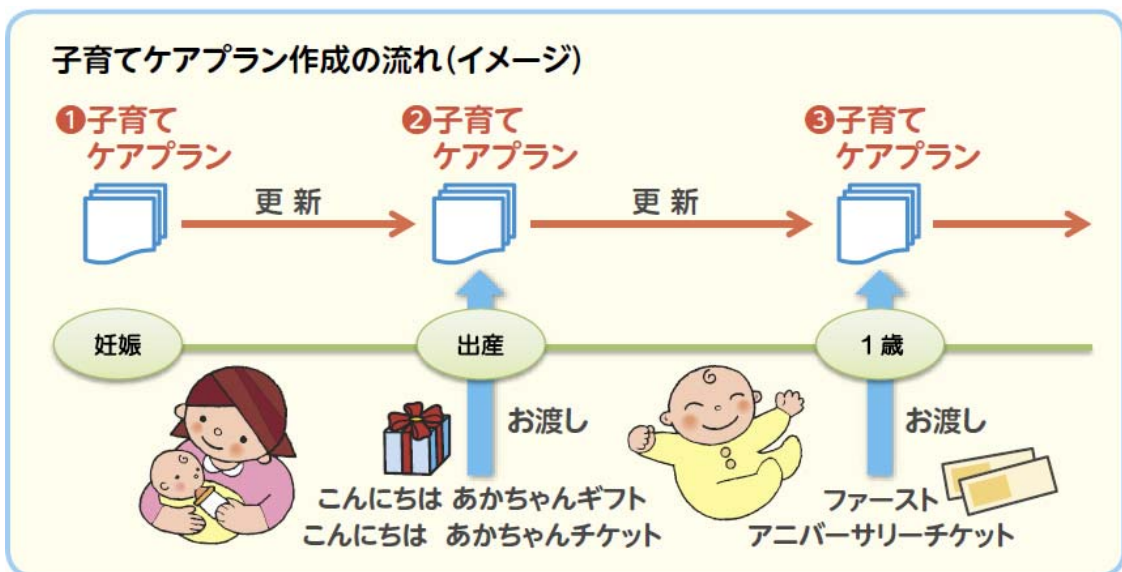 子育てケアプラン作成の流れ(イメージ)
❶子育て
ケアプラン
更 新
❷子育て
ケアプラン
更 新
❸子育て
ケアプラン
妊娠
出産
1歳
お渡し
こんにちは あかちゃんギフト
こんにちは あかちゃんチケット
お渡し
ファースト
アニバーサリーチケット